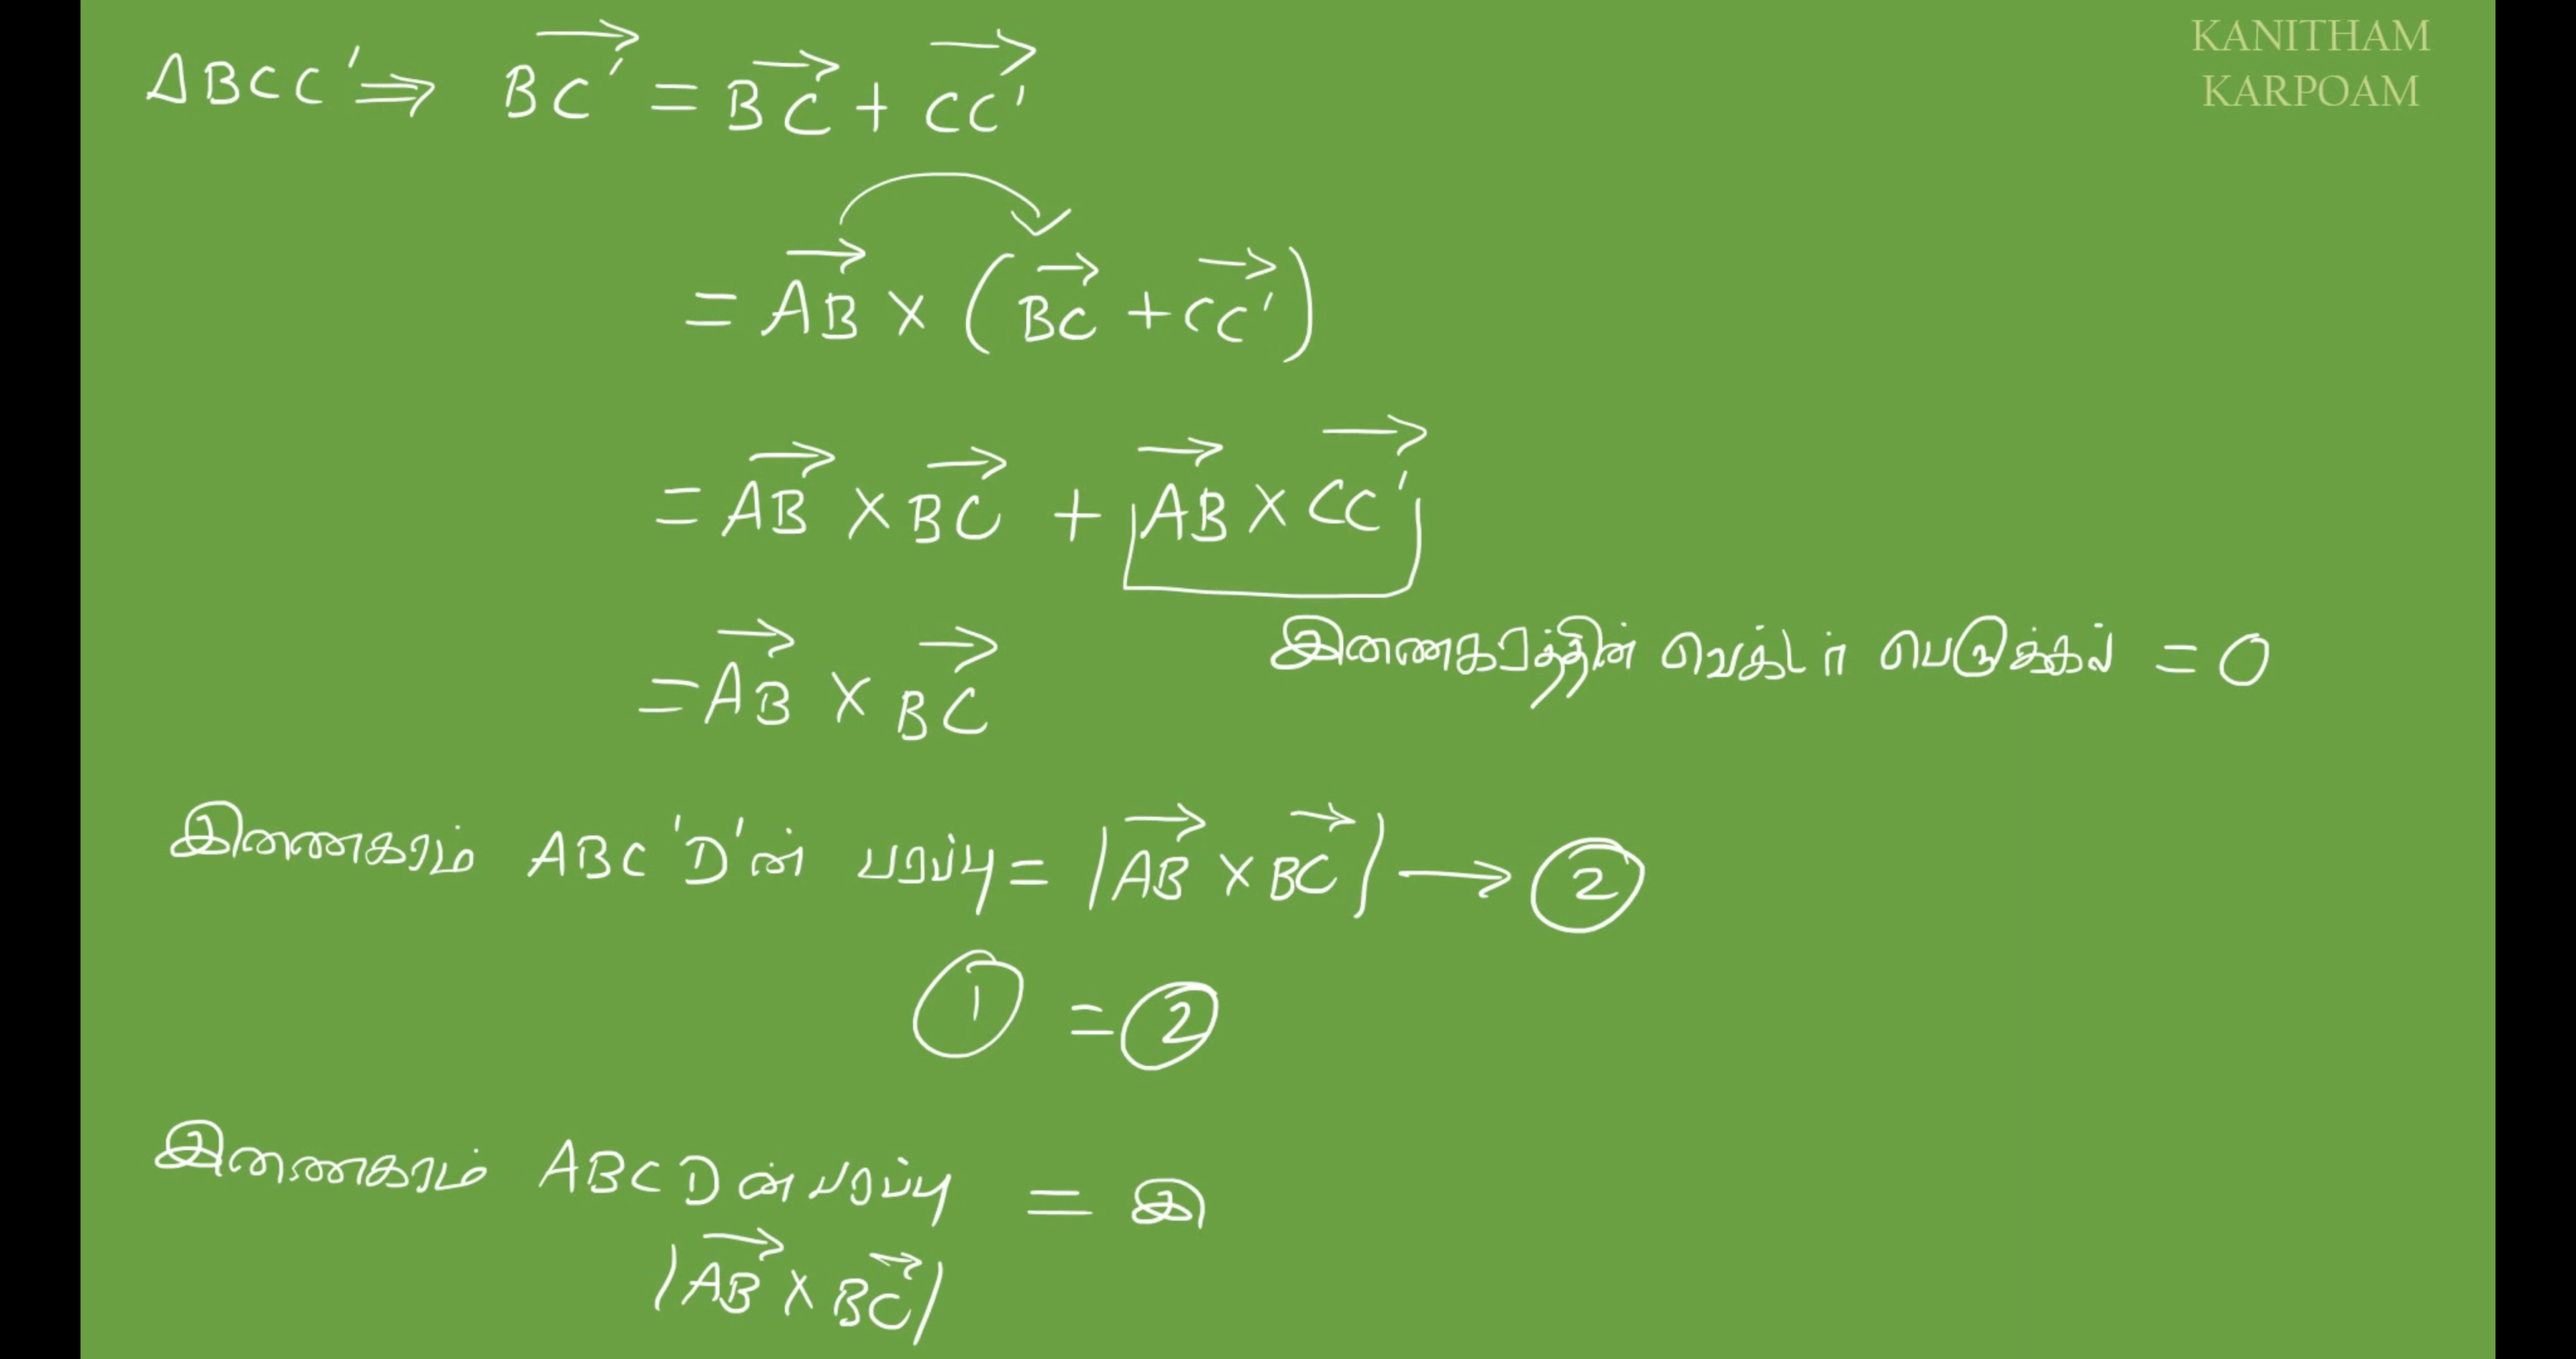 KANITHAM
KARPOAM
ΔBCC' ⇒ BC'→ = BC→ + CC'→
= AB→ × (BC→ + CC'→)
= AB→ × BC→ + AB→ × CC'→
= AB→ × BC→
இணைகரத்தின் வெக்டர் பெருக்கல் = 0
இணைகரம் ABC'D'ன் பரப்பு = |AB→ × BC→| → ②
① = ②
இணைகரம் ABCDன் பரப்பு = இ
|AB→ × BC→|